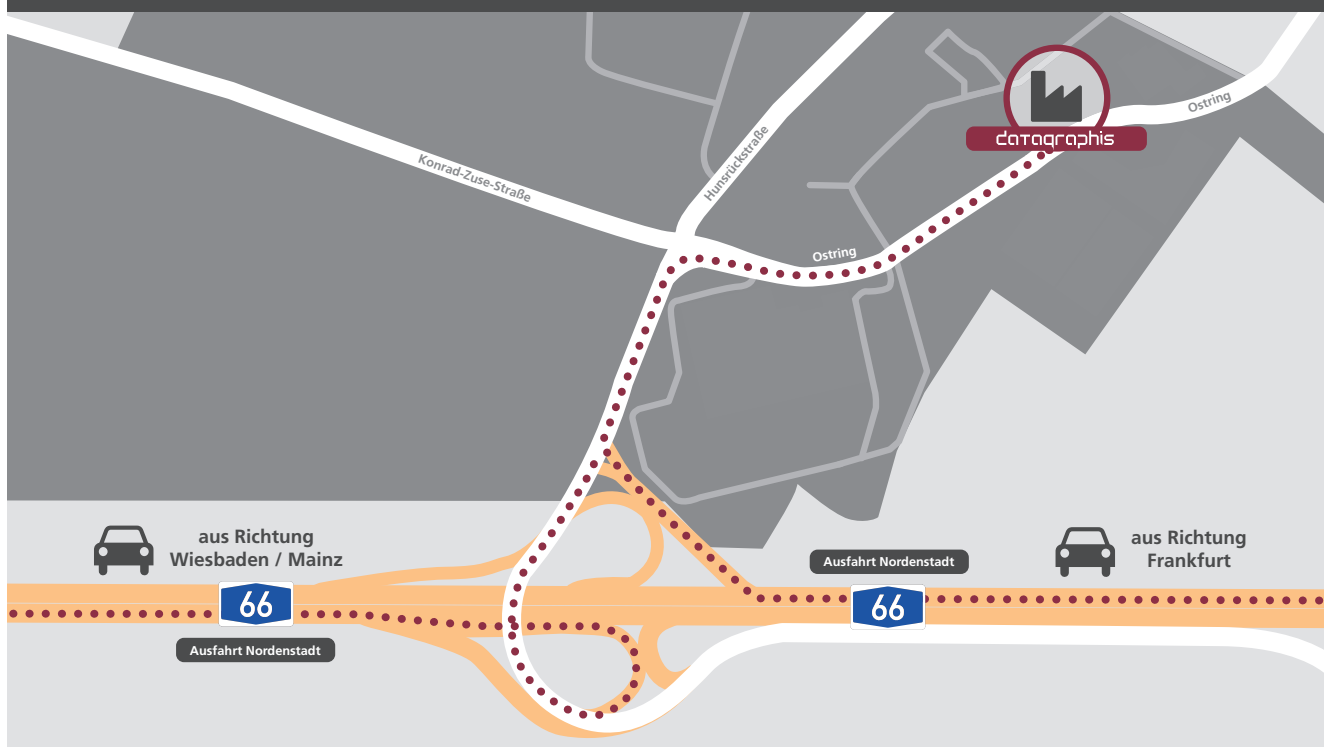 Ostring
datagraphis
Konrad-Zuse-Straße
Hunsrückstraße
Ostring
aus Richtung
Wiesbaden / Mainz
66
Ausfahrt Nordenstadt
Ausfahrt Nordenstadt
66
aus Richtung
Frankfurt